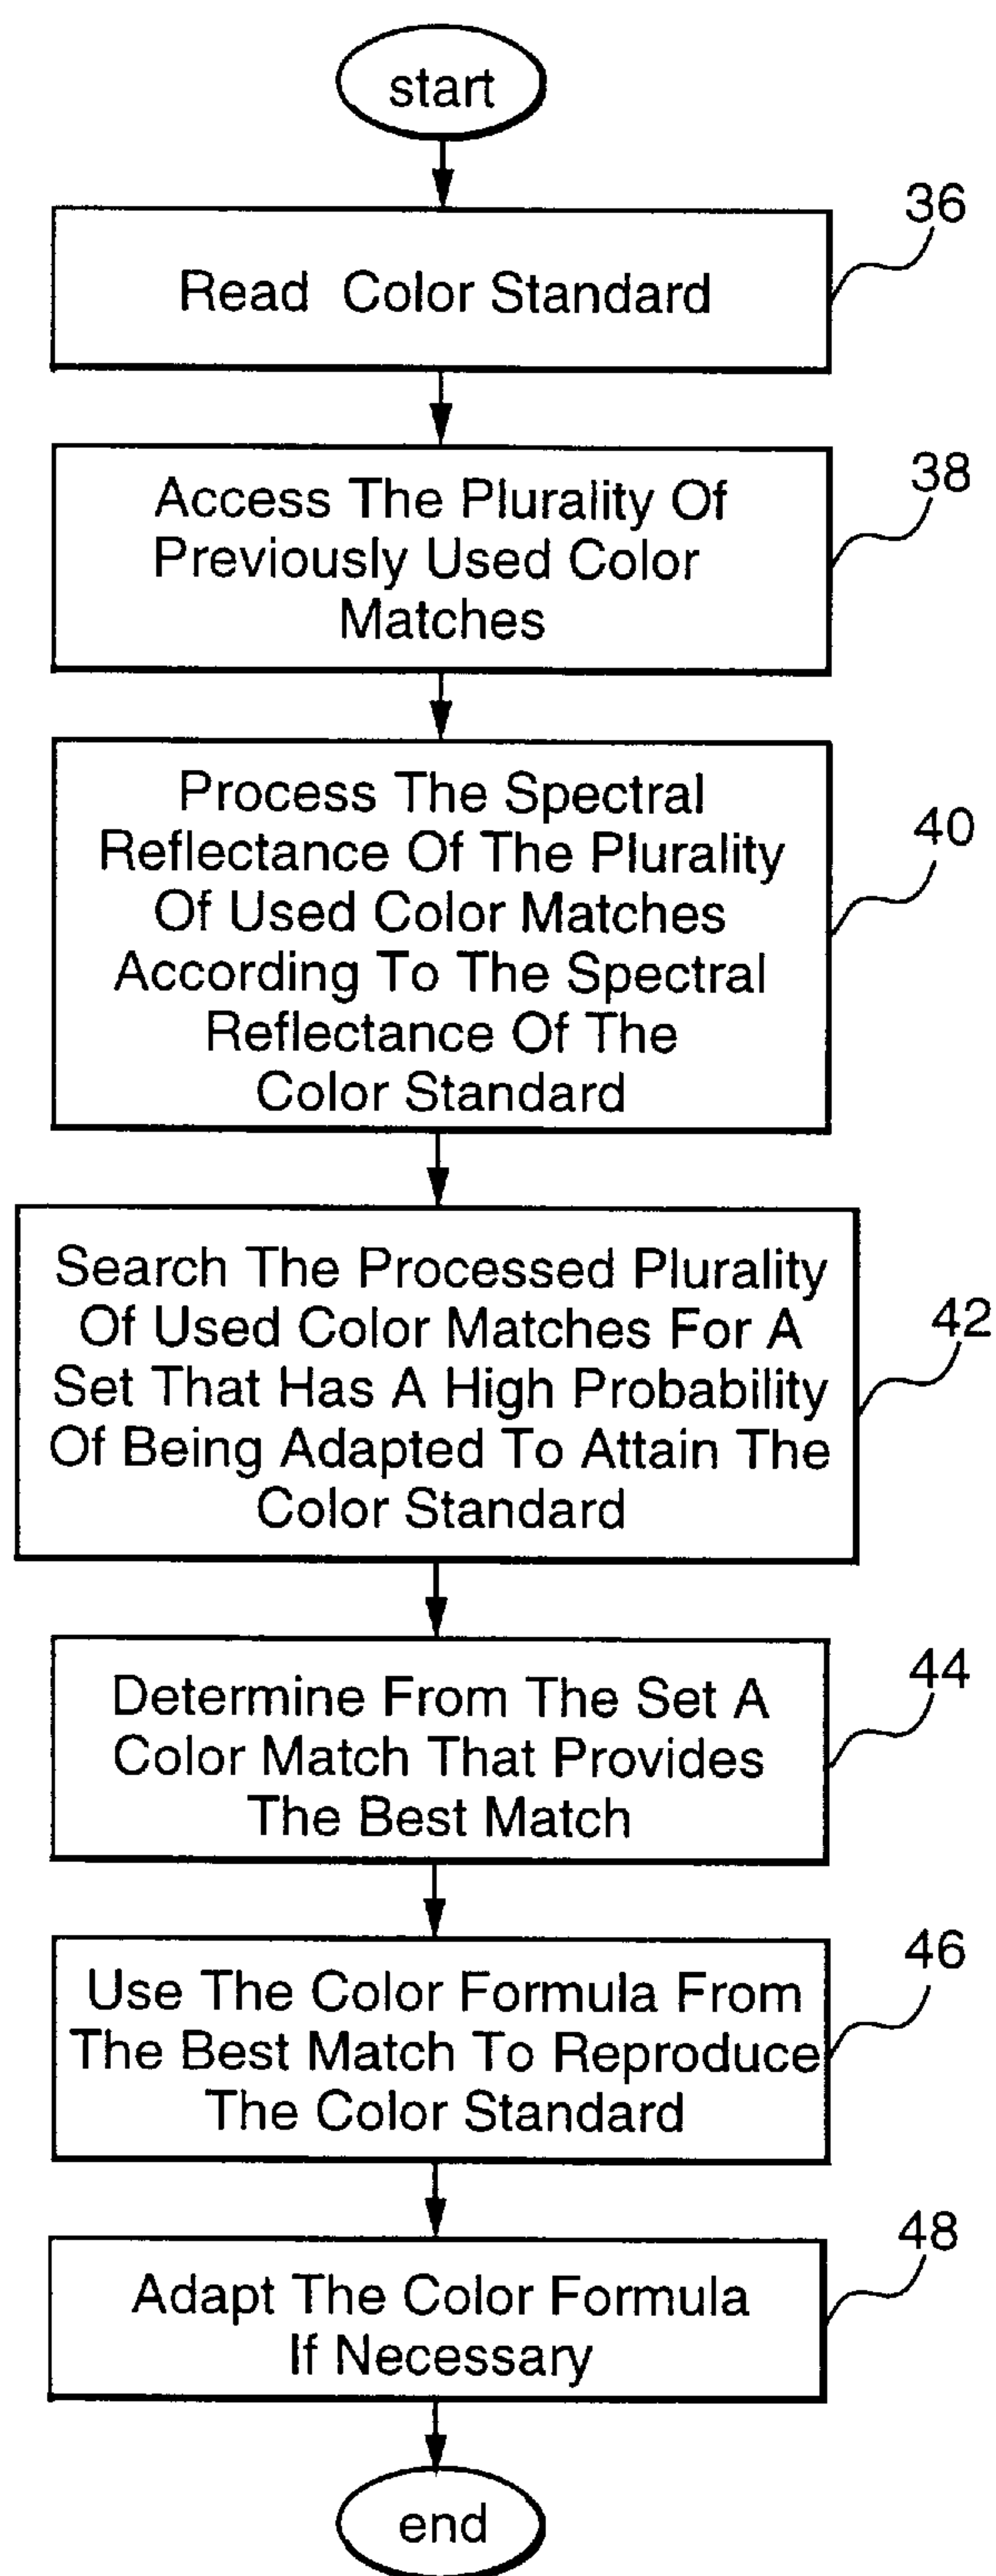 start
36
Read Color Standard
38
Access The Plurality Of
Previously Used Color
Matches
40
Process The Spectral
Reflectance Of The Plurality
Of Used Color Matches
According To The Spectral
Reflectance Of The
Color Standard
42
Search The Processed Plurality
Of Used Color Matches For A
Set That Has A High Probability
Of Being Adapted To Attain The
Color Standard
44
Determine From The Set A
Color Match That Provides
The Best Match
46
Use The Color Formula From
The Best Match To Reproduce
The Color Standard
48
Adapt The Color Formula
If Necessary
end